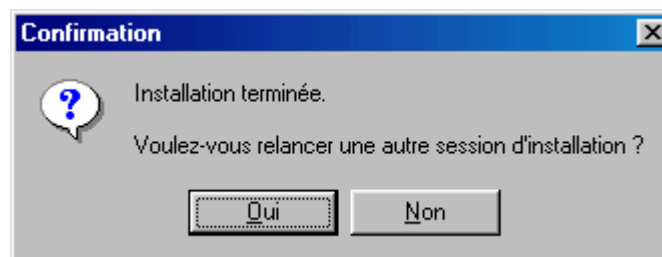 Confirmation
Installation terminée.
Voulez-vous relancer une autre session d'installation ?
Oui
Non